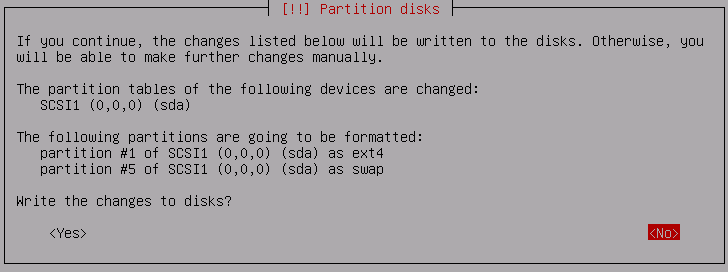 [!!] Partition disks
If you continue, the changes listed below will be written to the disks. Otherwise, you
will be able to make further changes manually.
The partition tables of the following devices are changed:
SCSI1 (0,0,0) (sda)
The following partitions are going to be formatted:
partition #1 of SCSI1 (0,0,0) (sda) as ext4
partition #5 of SCSI1 (0,0,0) (sda) as swap
Write the changes to disks?
<Yes> <No>